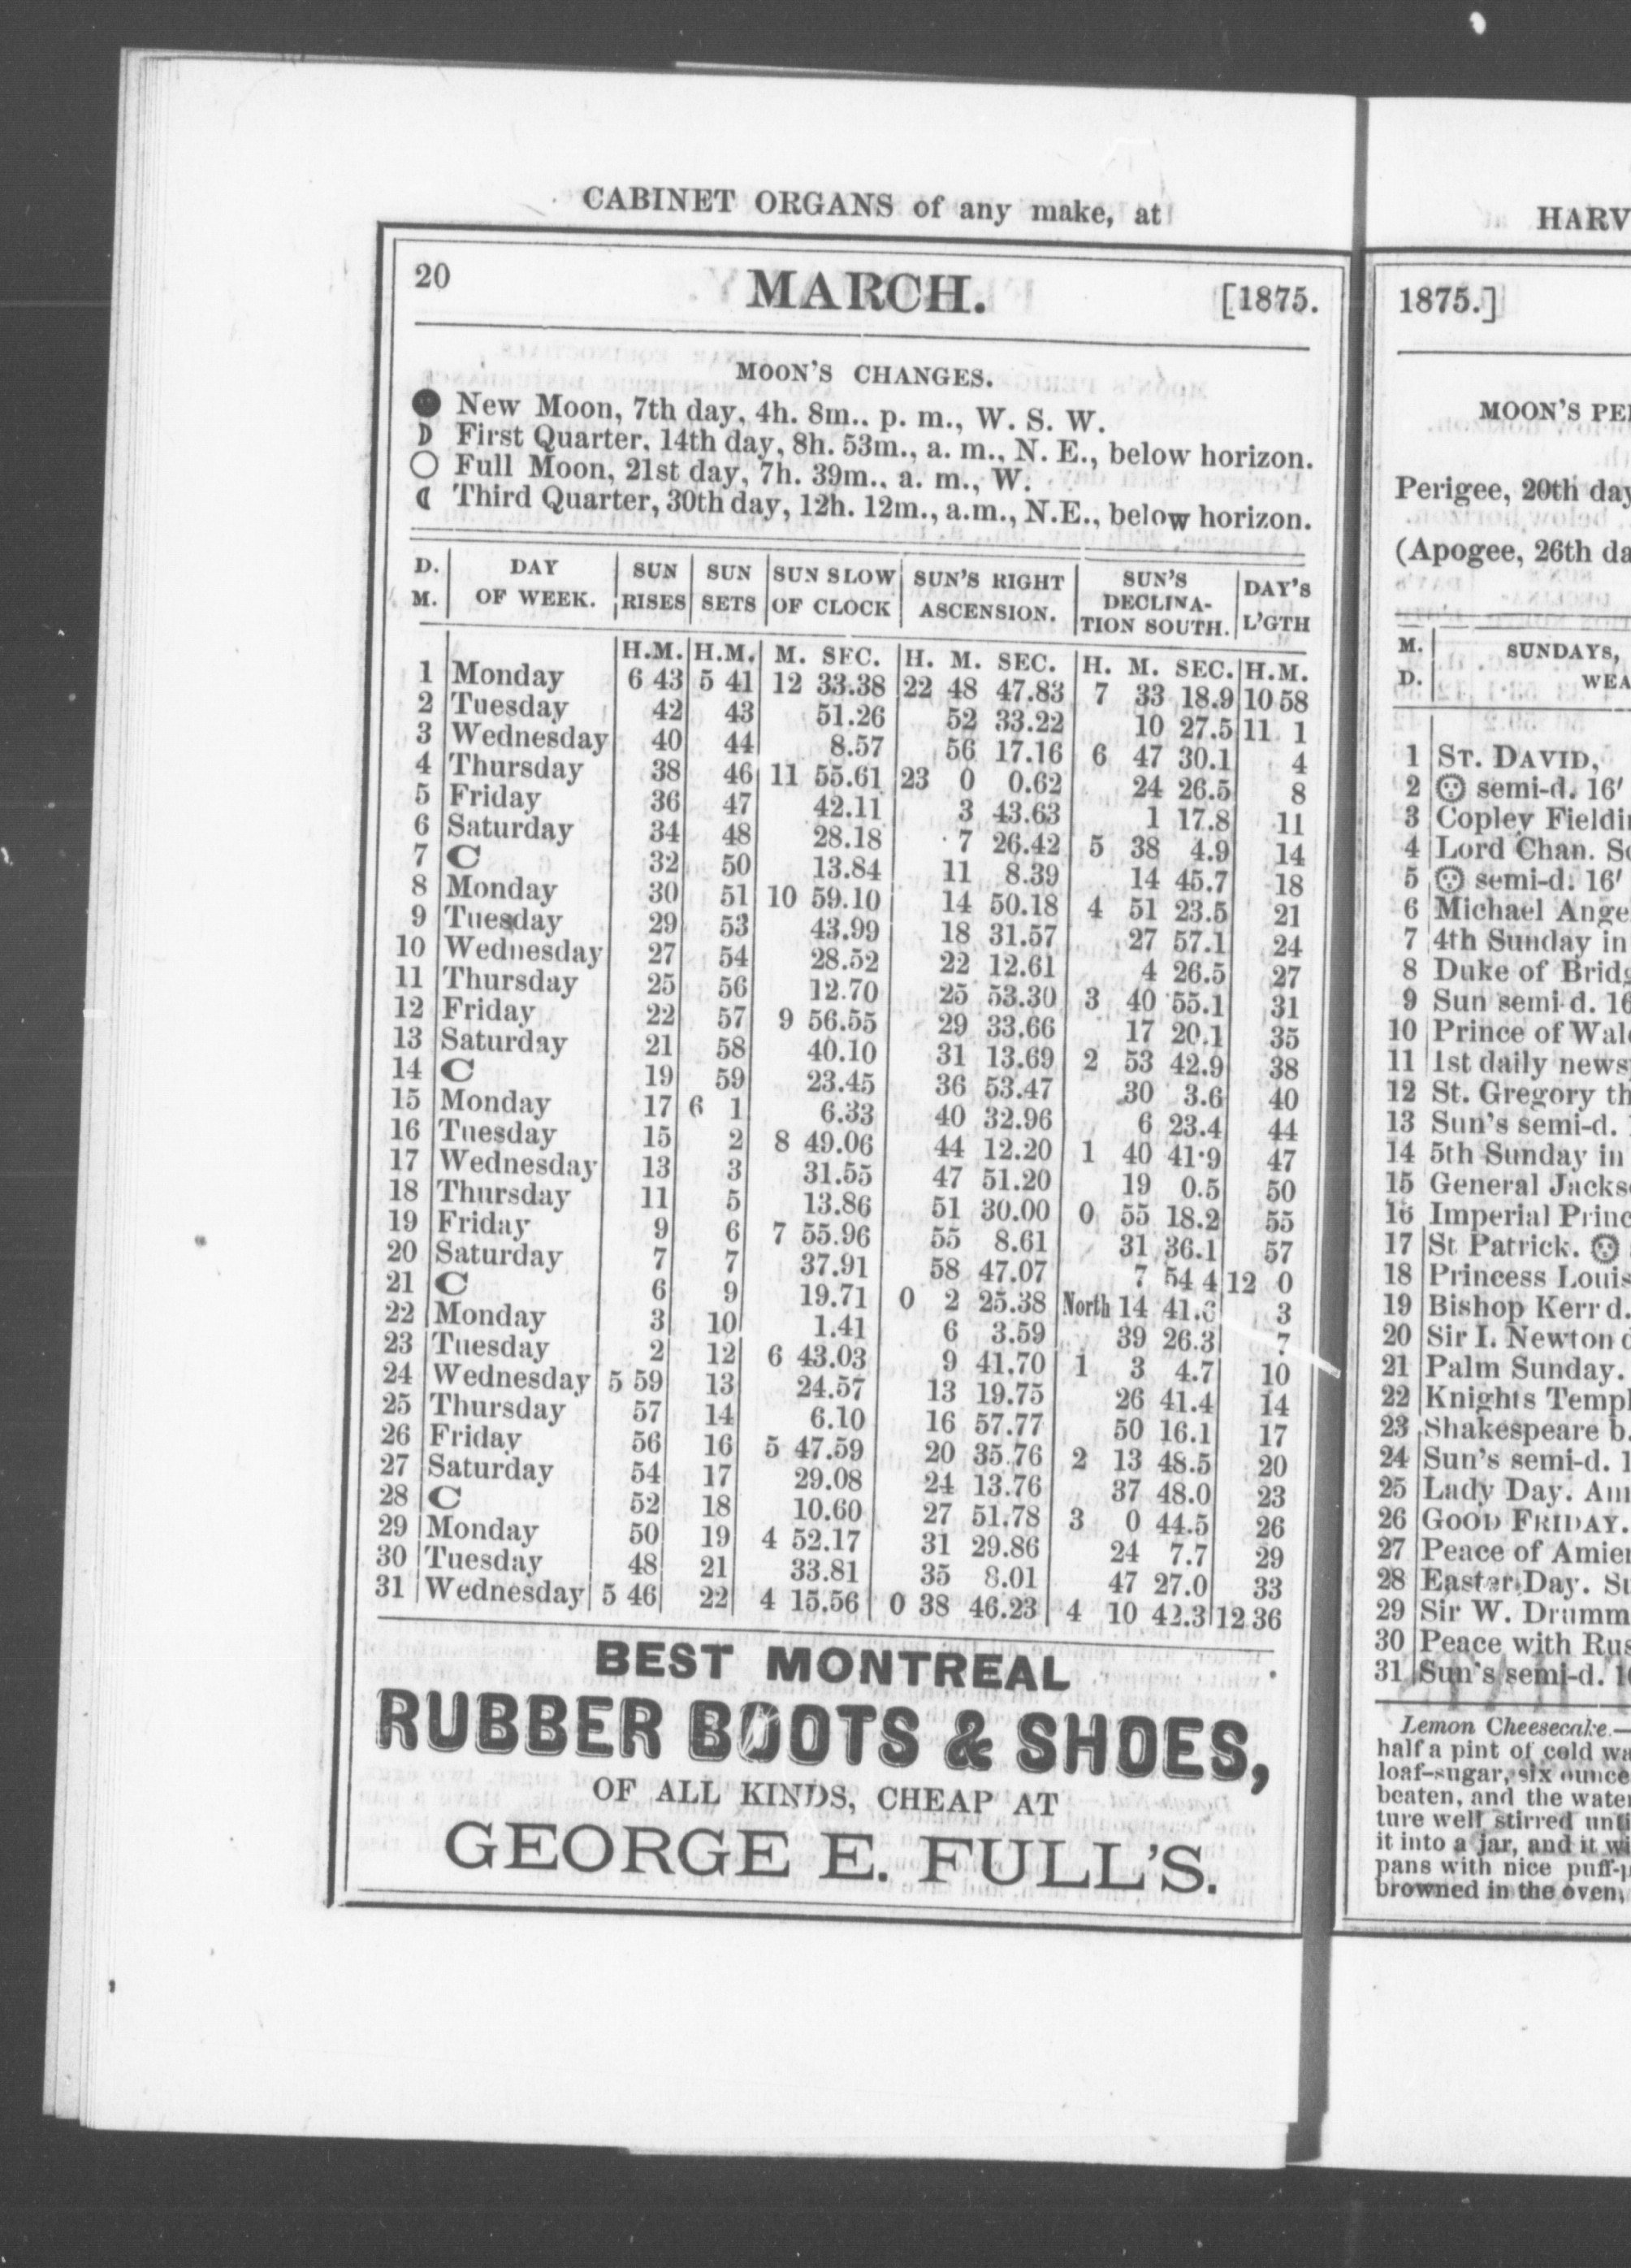 CABINET ORGANS of any make, at
20 MARCH. [1875.
MOON'S CHANGES.
New Moon, 7th day, 4h. 8m.. p. m., W. S. W.
First Quarter, 14th day, 8h. 53m., a. m., N. E., below horizon.
Full Moon, 21st day, 7h. 39m., a. m., W.
Third Quarter, 30th day, 12h. 12m., a.m., N.E., below horizon.
D. M. | DAY OF WEEK. | SUN RISES | SUN SETS | SUN SLOW OF CLOCK | SUN'S RIGHT ASCENSION. | SUN'S DECLINA-TION SOUTH. | DAY'S L'GTH
H.M. H.M. M. SEC. H. M. SEC. H. M. SEC. H.M.
1 Monday 6 43 5 41 12 33.38 22 48 47.83 7 33 18.9 10 58
2 Tuesday 42 43 51.26 52 33.22 10 27.5 11 1
3 Wednesday 40 44 8.57 56 17.16 6 47 30.1 4
4 Thursday 38 46 11 55.61 23 0 0.62 24 26.5 8
5 Friday 36 47 42.11 3 43.63 1 17.8 11
6 Saturday 34 48 28.18 7 26.42 5 38 4.9 14
7 C 32 50 13.84 11 8.39 14 45.7 18
8 Monday 30 51 10 59.10 14 50.18 4 51 23.5 21
9 Tuesday 29 53 43.99 18 31.57 27 57.1 24
10 Wednesday 27 54 28.52 22 12.61 4 26.5 27
11 Thursday 25 56 12.70 25 53.30 3 40 55.1 31
12 Friday 22 57 9 56.55 29 33.66 17 20.1 35
13 Saturday 21 58 40.10 31 13.69 2 53 42.9 38
14 C 19 59 23.45 36 53.47 30 3.6 40
15 Monday 17 6 1 6.33 40 32.96 6 23.4 44
16 Tuesday 15 2 8 49.06 44 12.20 1 40 41·9 47
17 Wednesday 13 3 31.55 47 51.20 19 0.5 50
18 Thursday 11 5 13.86 51 30.00 0 55 18.2 55
19 Friday 9 6 7 55.96 55 8.61 31 36.1 57
20 Saturday 7 7 37.91 58 47.07 7 54 4 12 0
21 C 6 9 19.71 0 2 25.38 North 14 41.6 3
22 Monday 3 10 1.41 6 3.59 39 26.3 7
23 Tuesday 2 12 6 43.03 9 41.70 1 3 4.7 10
24 Wednesday 5 59 13 24.57 13 19.75 26 41.4 14
25 Thursday 57 14 6.10 16 57.77 50 16.1 17
26 Friday 56 16 5 47.59 20 35.76 2 13 48.5 20
27 Saturday 54 17 29.08 24 13.76 37 48.0 23
28 C 52 18 10.60 27 51.78 3 0 44.5 26
29 Monday 50 19 4 52.17 31 29.86 24 7.7 29
30 Tuesday 48 21 33.81 35 8.01 47 27.0 33
31 Wednesday 5 46 22 4 15.56 0 38 46.23 4 10 42.3 12 36
BEST MONTREAL
RUBBER BOOTS & SHOES,
OF ALL KINDS, CHEAP AT
GEORGE E. FULL'S.
HARV
1875.]
MOON'S PE
Perigee, 20th day
(Apogee, 26th da
M. D. | SUNDAYS,
WEA
1 ST. DAVID,
2 semi-d. 16'
3 Copley Fieldi
4 Lord Chan. S
5 semi-d. 16'
6 Michael Ange
7 4th Sunday in
8 Duke of Bridg
9 Sun semi-d. 16
10 Prince of Wal
11 1st daily news
12 St. Gregory th
13 Sun's semi-d.
14 5th Sunday in
15 General Jacks
16 Imperial Princ
17 St Patrick.
18 Princess Louis
19 Bishop Kerr d.
20 Sir I. Newton d
21 Palm Sunday.
22 Knights Templ
23 Shakespeare b.
24 Sun's semi-d. 1
25 Lady Day. Ann
26 GOOD FRIDAY.
27 Peace of Amie
28 Easter Day. Su
29 Sir W. Drumm
30 Peace with Rus
31 Sun's semi-d. 16
Lemon Cheesecake.—
half a pint of cold wa
loaf-sugar, six ounce
beaten, and the water
ture well stirred unti
it into a jar, and it wi
pans with nice puff-p
browned in the oven,